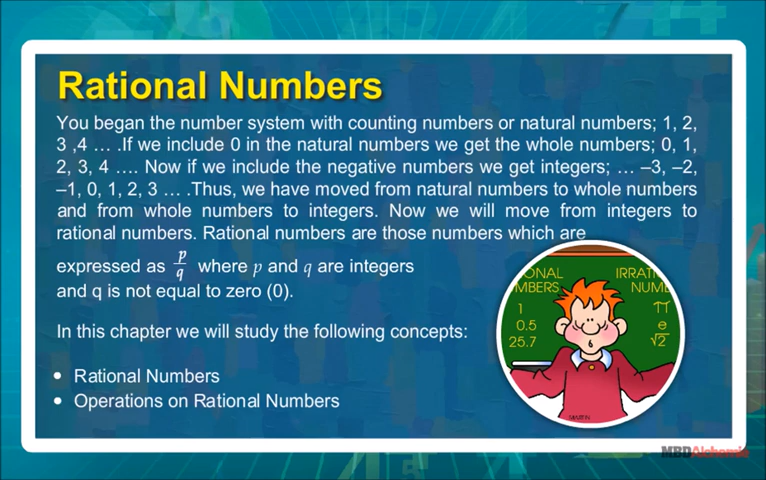 Rational Numbers
You began the number system with counting numbers or natural numbers; 1, 2,
3 ,4 ... .If we include 0 in the natural numbers we get the whole numbers; 0, 1,
2, 3, 4 .... Now if we include the negative numbers we get integers; ... –3, –2,
–1, 0, 1, 2, 3 ... .Thus, we have moved from natural numbers to whole numbers
and from whole numbers to integers. Now we will move from integers to
rational numbers. Rational numbers are those numbers which are
expressed as p/q where p and q are integers
and q is not equal to zero (0).
In this chapter we will study the following concepts:
• Rational Numbers
• Operations on Rational Numbers
ONAL IRRATI
MBERS NUME
1 π
0.5 e
25.7 √2
MBDAlchemie